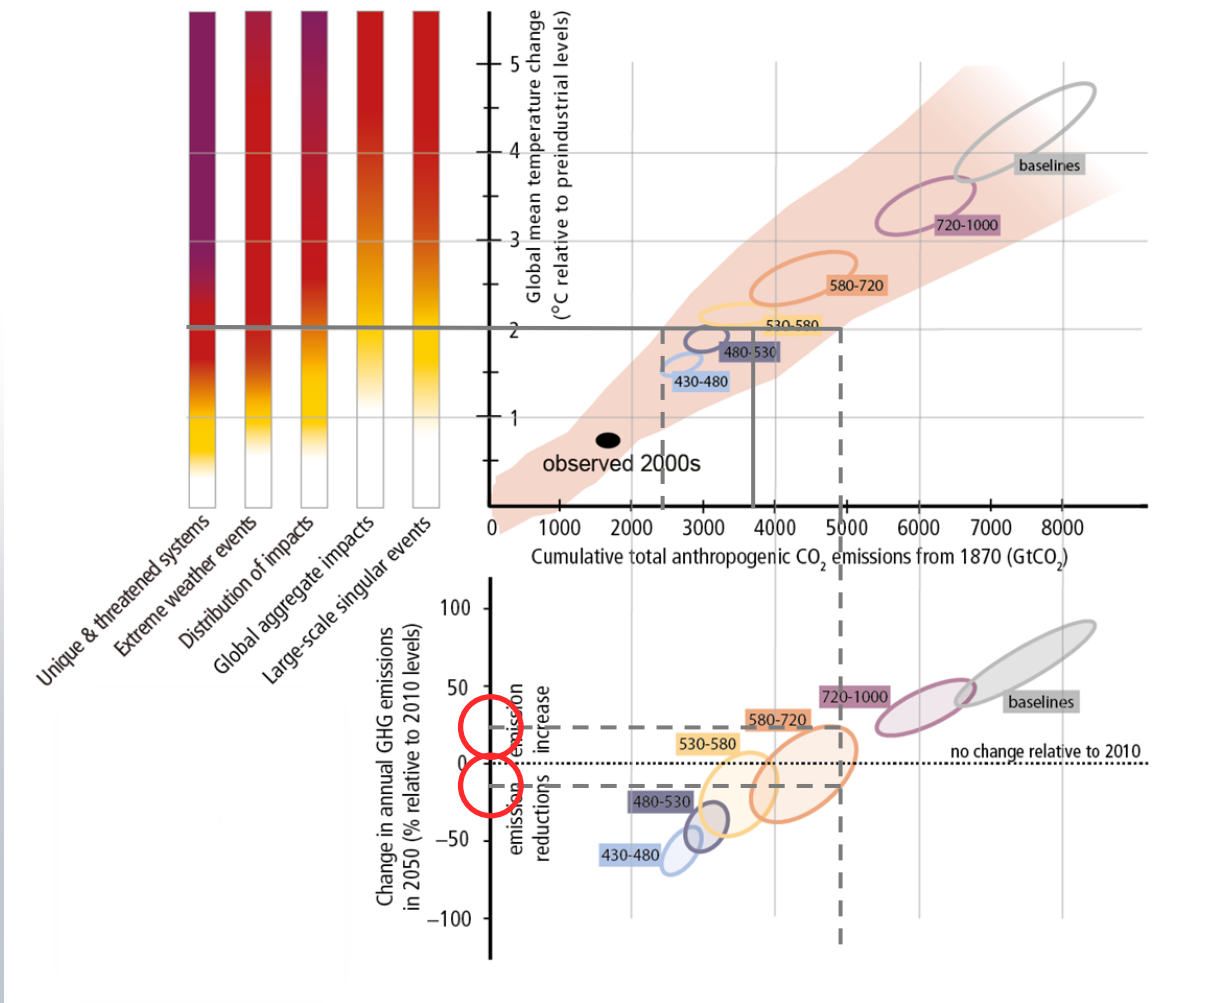 Global mean temperature change
(°C relative to preindustrial levels)
5
4
3
2
1
baselines
720-1000
580-720
530-580
480-530
430-480
observed 2000s
0
1000
2000
3000
4000
5000
6000
7000
8000
Cumulative total anthropogenic CO₂ emissions from 1870 (GtCO₂)
Unique & threatened systems
Extreme weather events
Distribution of impacts
Global aggregate impacts
Large-scale singular events
Change in annual GHG emissions
in 2050 (% relative to 2010 levels)
100
50
0
−50
−100
emission
increase
emission
reductions
720-1000
baselines
580-720
530-580
no change relative to 2010
480-530
430-480